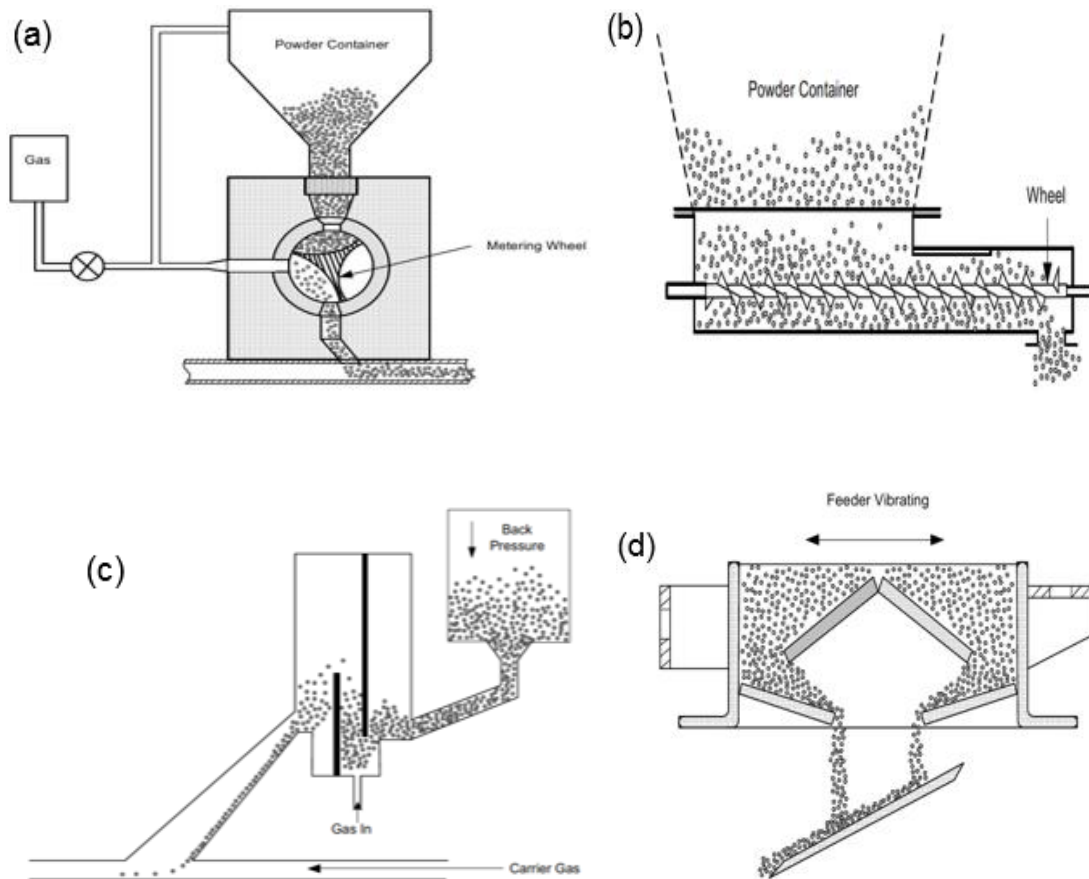 (a)
Powder Container
Gas
Metering Wheel
(b)
Powder Container
Wheel
(c)
Back
Pressure
Gas In
Carrier Gas
Feeder Vibrating
(d)